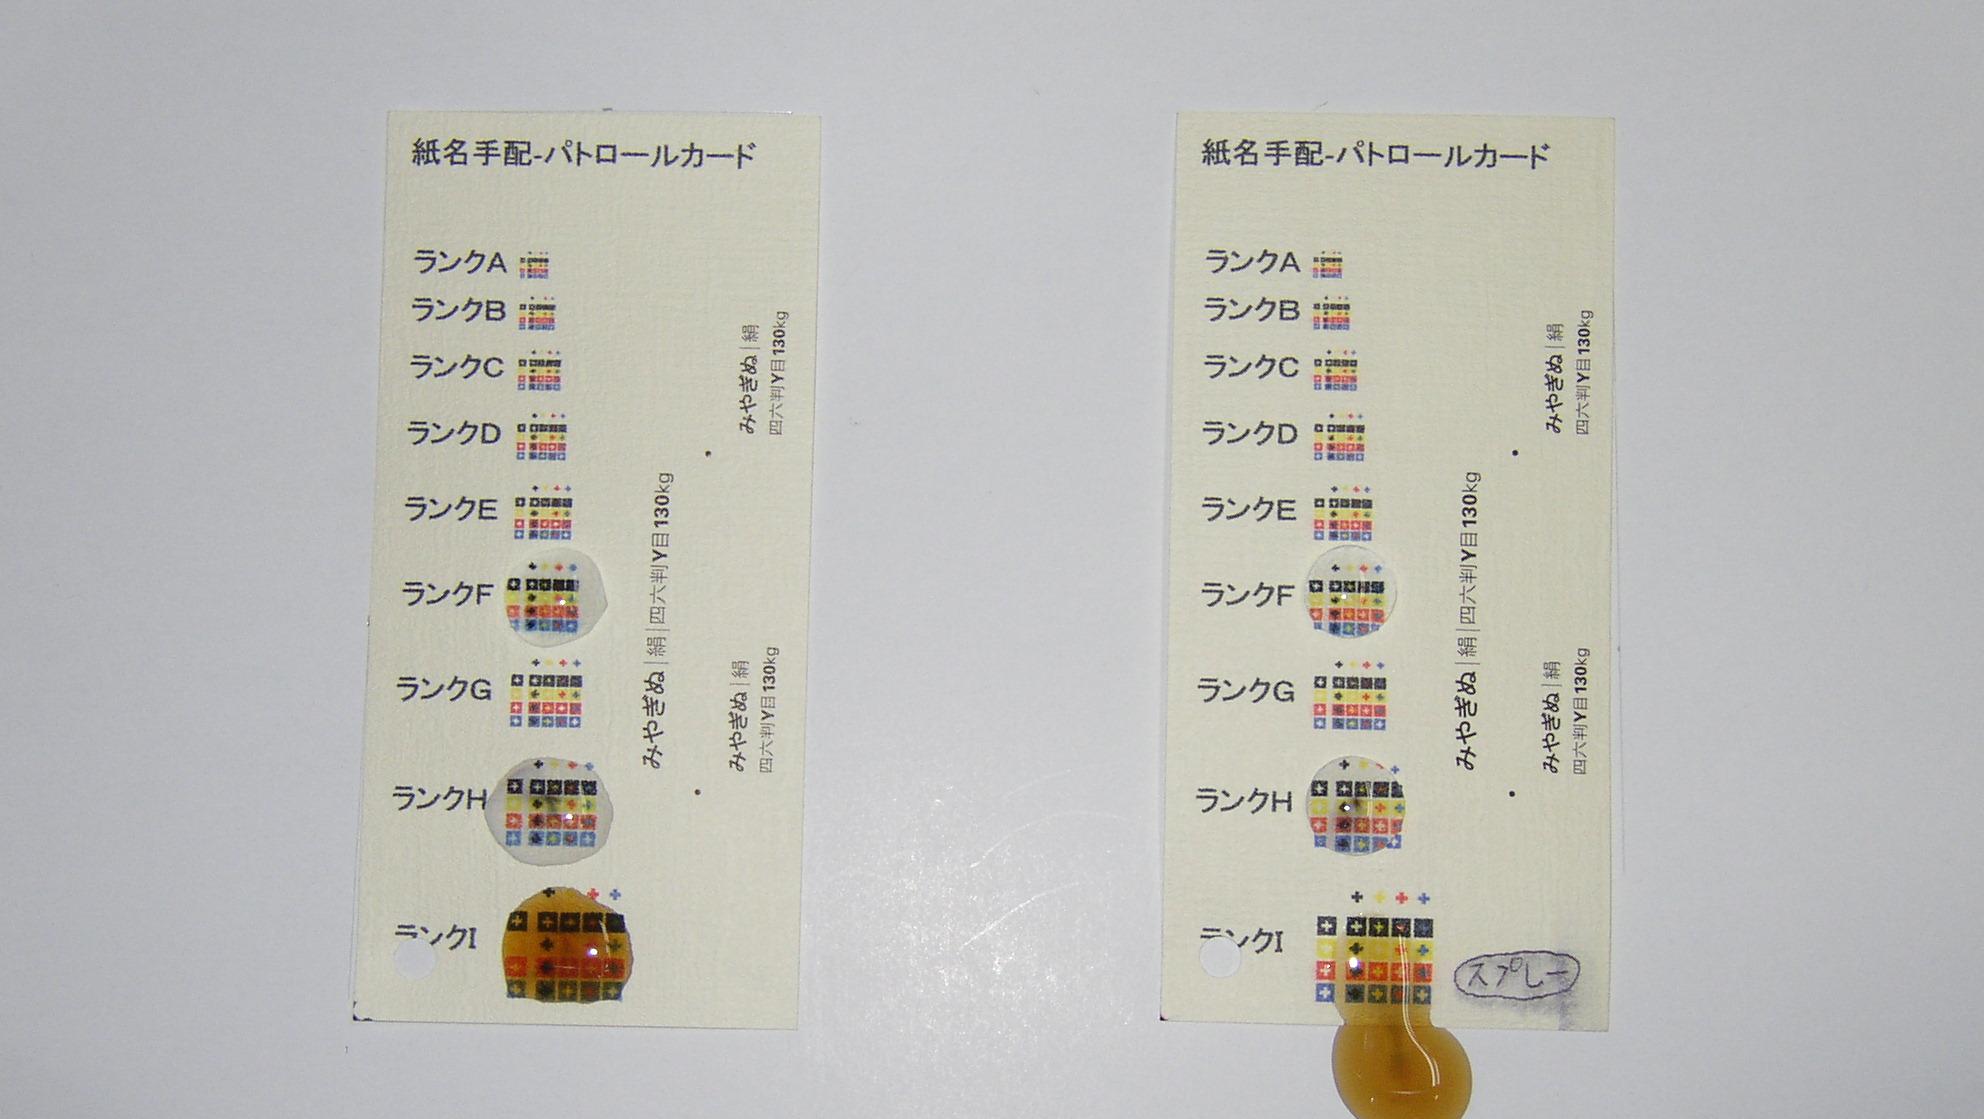 紙名手配-パトロールカード
ランクA
ランクB
ランクC
ランクD
ランクE
ランクF
ランクG
ランクH
ランクI
みやぎぬ|絹|四六判Y目130kg
みやぎぬ|絹
四六判Y目130kg
みやぎぬ|絹
四六判Y目130kg
紙名手配-パトロールカード
ランクA
ランクB
ランクC
ランクD
ランクE
ランクF
ランクG
ランクH
ランクI
みやぎぬ|絹|四六判Y目130kg
みやぎぬ|絹
四六判Y目130kg
みやぎぬ|絹
四六判Y目130kg
スプレー